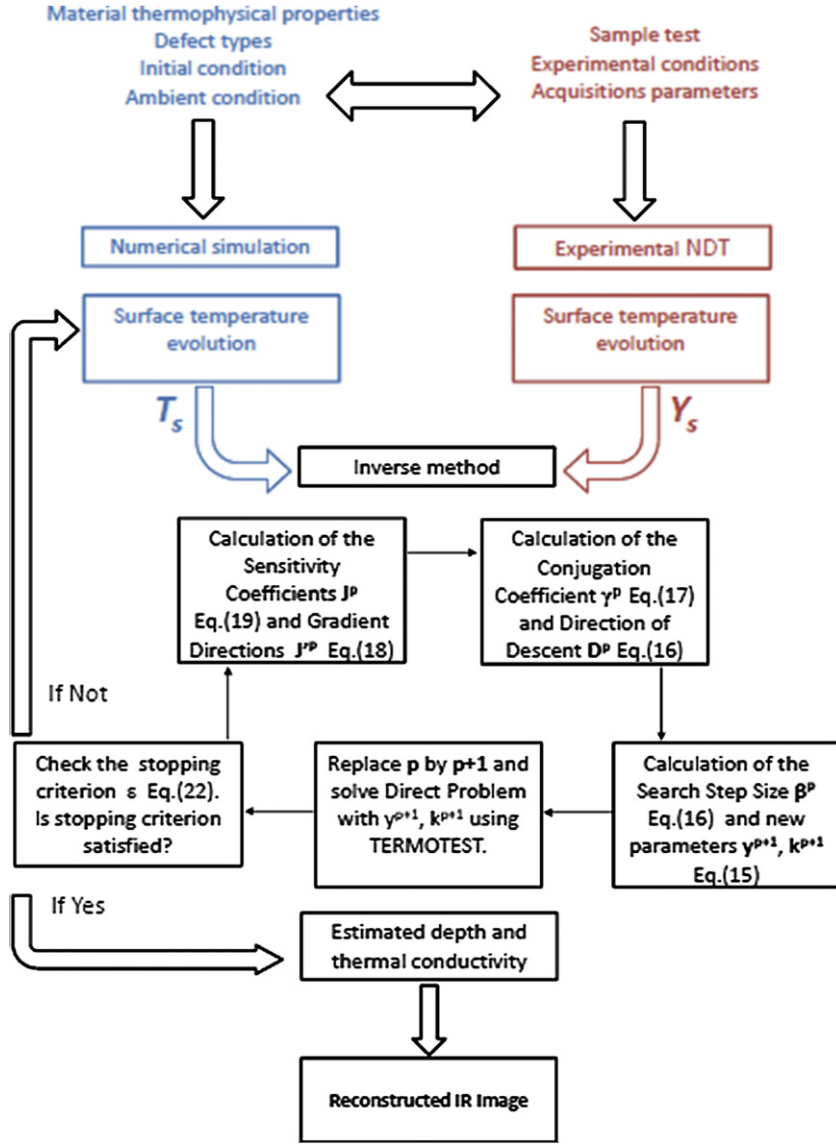 Material thermophysical properties
Defect types
Initial condition
Ambient condition
Sample test
Experimental conditions
Acquisitions parameters
Numerical simulation
Experimental NDT
Surface temperature
evolution
Surface temperature
evolution
Ts
Ys
Inverse method
Calculation of the
Sensitivity
Coefficients Jᵖ
Eq.(19) and Gradient
Directions J'ᵖ Eq.(18)
Calculation of the
Conjugation
Coefficient γᵖ Eq.(17)
and Direction of
Descent Dᵖ Eq.(16)
If Not
Check the stopping
criterion ε Eq.(22).
Is stopping criterion
satisfied?
Replace p by p+1 and
solve Direct Problem
with yᵖ⁺¹, kᵖ⁺¹ using
TERMOTEST.
Calculation of the
Search Step Size βᵖ
Eq.(16) and new
parameters yᵖ⁺¹, kᵖ⁺¹
Eq.(15)
If Yes
Estimated depth and
thermal conductivity
Reconstructed IR Image